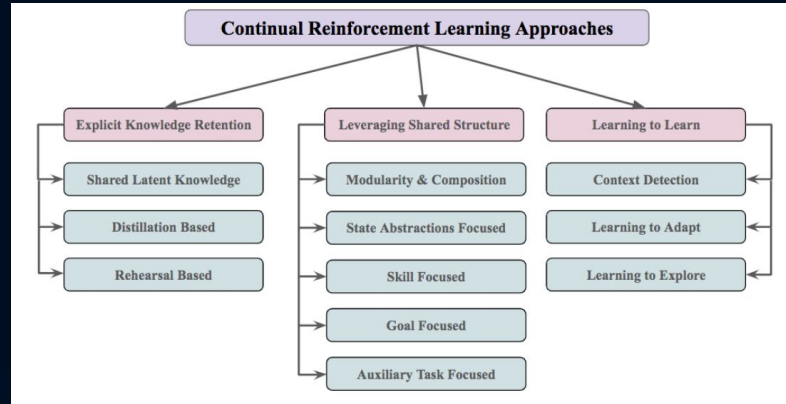 Continual Reinforcement Learning Approaches
Explicit Knowledge Retention
Shared Latent Knowledge
Distillation Based
Rehearsal Based
Leveraging Shared Structure
Modularity & Composition
State Abstractions Focused
Skill Focused
Goal Focused
Auxiliary Task Focused
Learning to Learn
Context Detection
Learning to Adapt
Learning to Explore